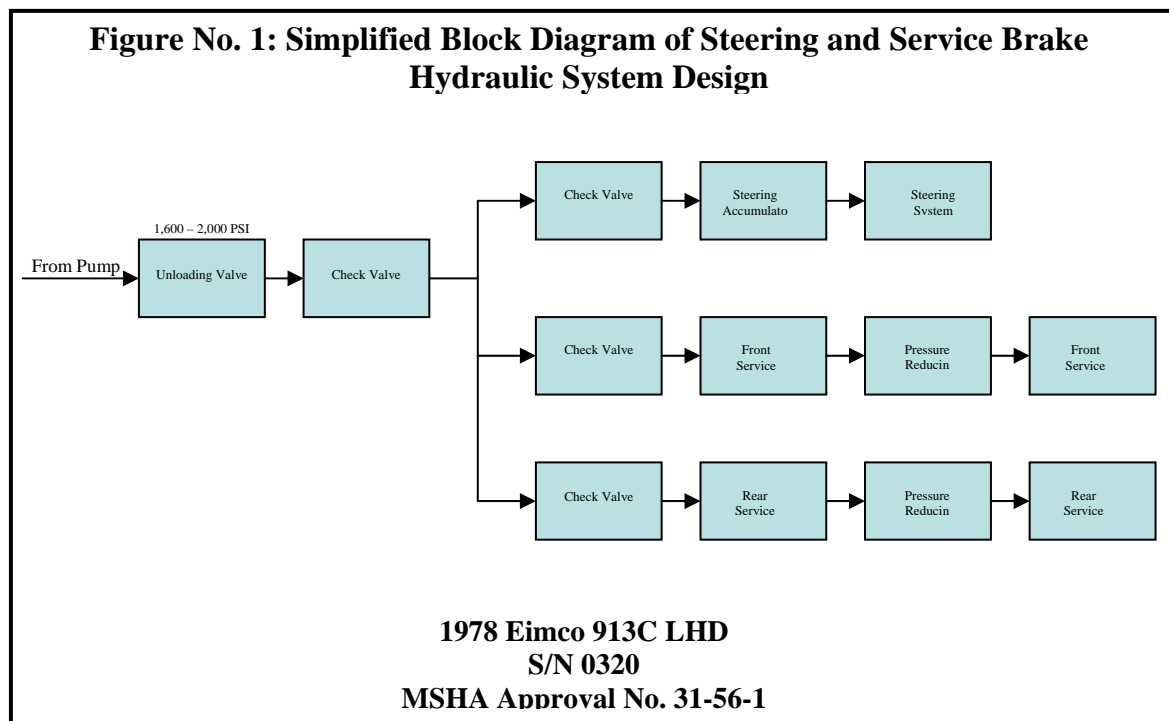 Figure No. 1: Simplified Block Diagram of Steering and Service Brake
Hydraulic System Design
1,600 – 2,000 PSI
From Pump
Unloading Valve
Check Valve
Check Valve
Steering
Accumulato
Steering
System
Check Valve
Front
Service
Pressure
Reducin
Front
Service
Check Valve
Rear
Service
Pressure
Reducin
Rear
Service
1978 Eimco 913C LHD
S/N 0320
MSHA Approval No. 31-56-1